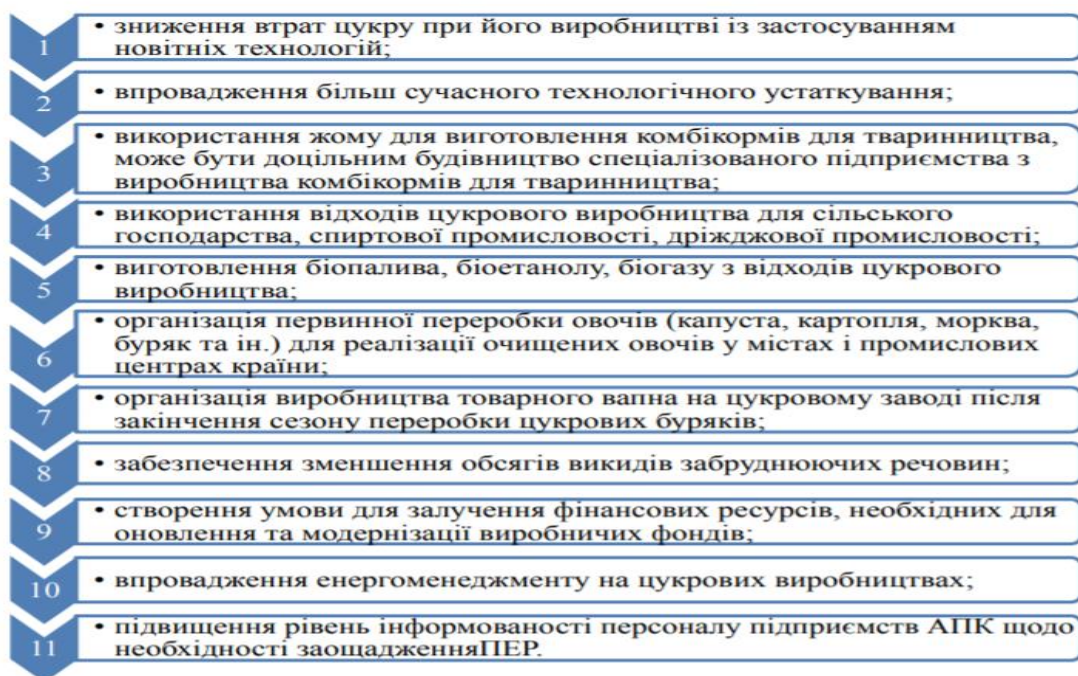 1
• зниження втрат цукру при його виробництві із застосуванням
новітніх технологій;
2
• впровадження більш сучасного технологічного устаткування;
3
• використання жому для виготовлення комбікормів для тваринництва,
може бути доцільним будівництво спеціалізованого підприємства з
виробництва комбікормів для тваринництва;
4
• використання відходів цукрового виробництва для сільського
господарства, спиртової промисловості, дріжджової промисловості;
5
• виготовлення біопалива, біоетанолу, біогазу з відходів цукрового
виробництва;
6
• організація первинної переробки овочів (капуста, картопля, морква,
буряк та ін.) для реалізації очищених овочів у містах і промислових
центрах країни;
7
• організація виробництва товарного вапна на цукровому заводі після
закінчення сезону переробки цукрових буряків;
8
• забезпечення зменшення обсягів викидів забруднюючих речовин;
9
• створення умови для залучення фінансових ресурсів, необхідних для
оновлення та модернізації виробничих фондів;
10
• впровадження енергоменеджменту на цукрових виробництвах;
11
• підвищення рівень інформованості персоналу підприємств АПК щодо
необхідності заощадженняПЕР.